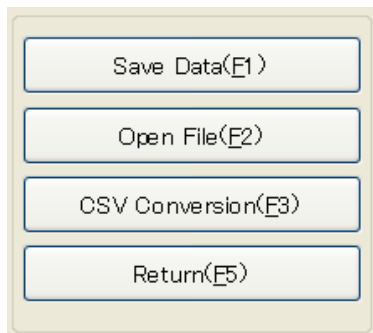 Save Data(F1)
Open File(F2)
CSV Conversion(F3)
Return(F5)